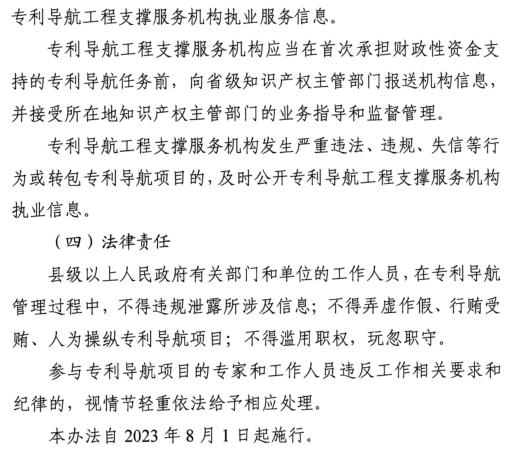 专利导航工程支撑服务机构执业服务信息。
专利导航工程支撑服务机构应当在首次承担财政性资金支
持的专利导航任务前，向省级知识产权主管部门报送机构信息，
并接受所在地知识产权主管部门的业务指导和监督管理。
专利导航工程支撑服务机构发生严重违法、违规、失信等行
为或转包专利导航项目的，及时公开专利导航工程支撑服务机构
执业信息。
（四）法律责任
县级以上人民政府有关部门和单位的工作人员，在专利导航
管理过程中，不得违规泄露所涉及信息；不得弄虚作假、行贿受
贿、人为操纵专利导航项目；不得滥用职权，玩忽职守。
参与专利导航项目的专家和工作人员违反工作相关要求和
纪律的，视情节轻重依法给予相应处理。
本办法自 2023 年 8 月 1 日起施行。